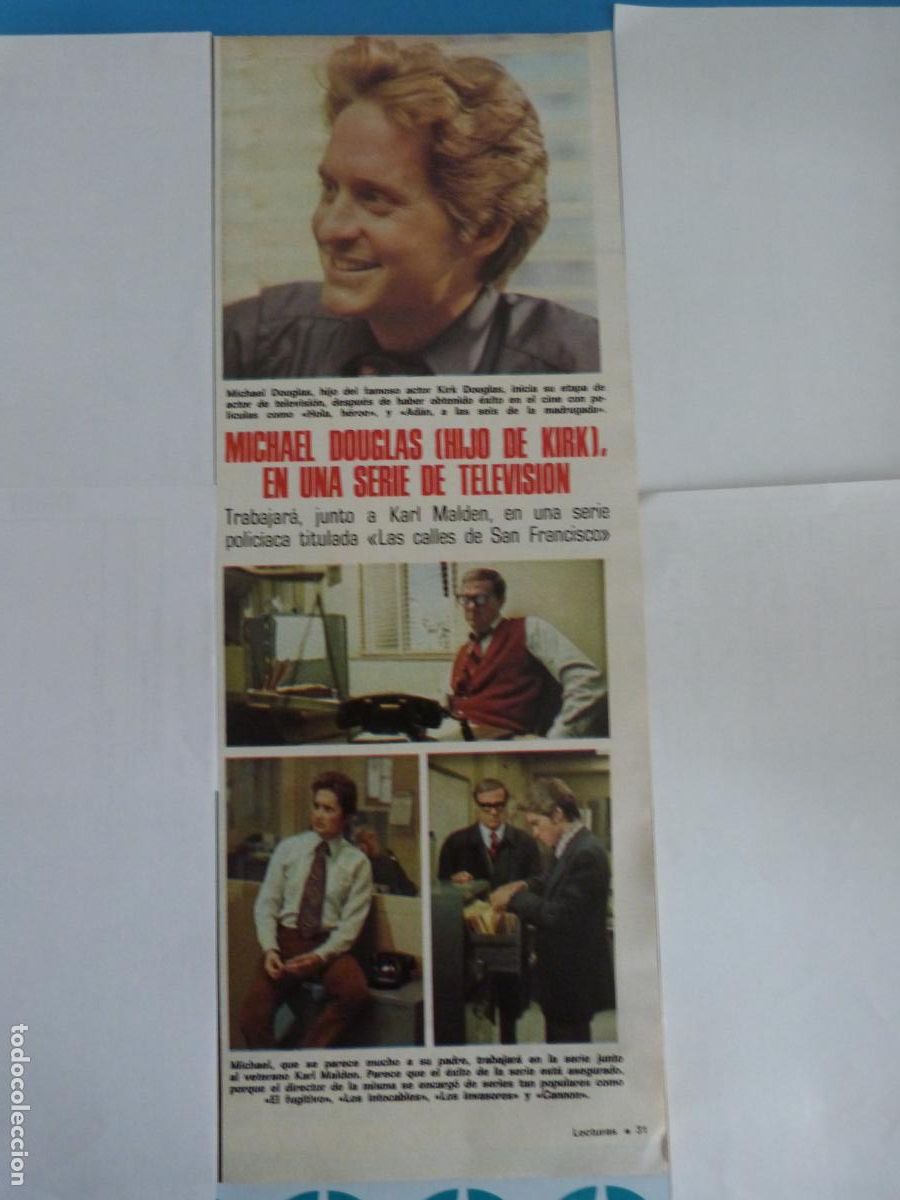 Michael Douglas, hijo del famoso actor Kirk Douglas, inicia su etapa de
actor de televisión, después de haber obtenido éxito en el cine con pe-
lículas como «Hola, héroe», y «Adán, a las seis de la madrugada».
MICHAEL DOUGLAS (HIJO DE KIRK),
EN UNA SERIE DE TELEVISION
Trabajará, junto a Karl Malden, en una serie
policiaca titulada «Las calles de San Francisco»
Michael, que se parece mucho a su padre, trabajará en la serie junto
al veterano Karl Malden. Parece que el éxito de la serie está asegurado,
porque el director de la misma se encargó de series tan populares como
«El fugitivo», «Los intocables», «Los invasores» y «Cannon».
Lecturas • 31
todocoleccion